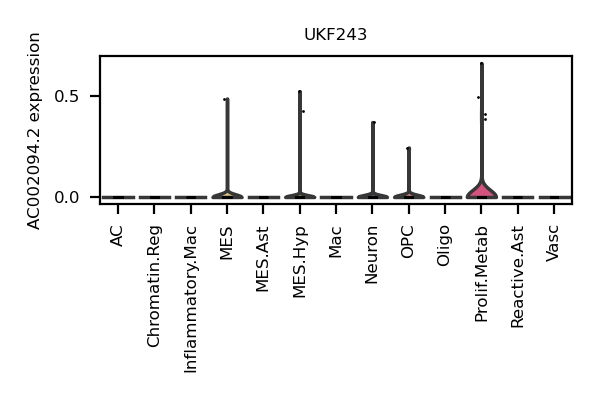 UKF243
AC002094.2 expression
0.5
0.0
AC
Chromatin.Reg
Inflammatory.Mac
MES
MES.Ast
MES.Hyp
Mac
Neuron
OPC
Oligo
Prolif.Metab
Reactive.Ast
Vasc